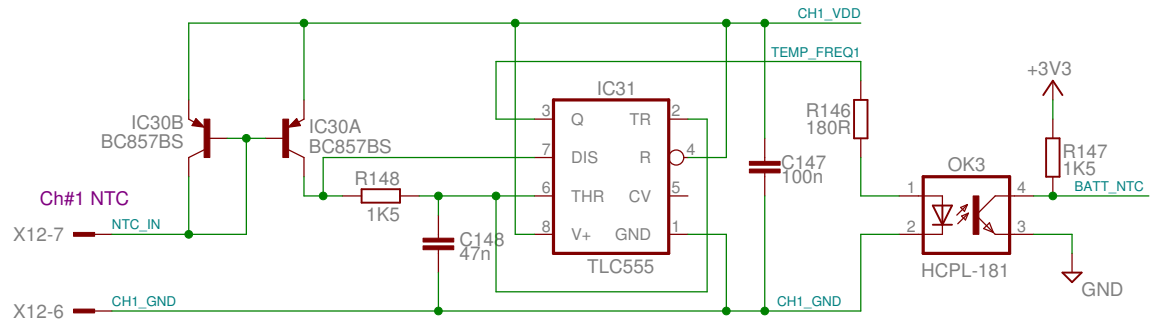 CH1_VDD
TEMP_FREQ1
+3V3
IC31
IC30B
BC857BS
IC30A
BC857BS
3 Q TR 2
R146
180R
7 DIS R 4
C147
100n
OK3
R147
1K5
Ch#1 NTC
R148
1K5
6 THR CV 5
1 4
BATT_NTC
X12-7
NTC_IN
C148
47n
8 V+ GND 1
2 3
TLC555
HCPL-181
GND
X12-6
CH1_GND
CH1_GND